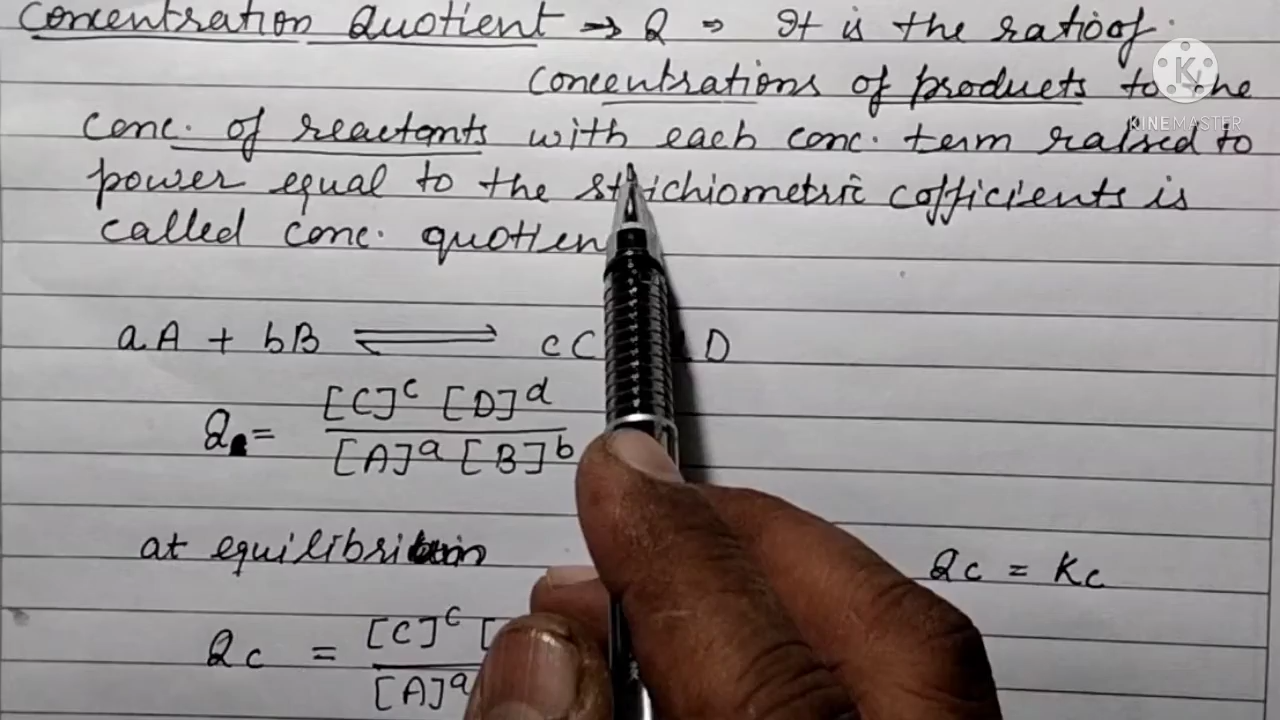 Concentration Quotient → Q ⇒ It is the ratio of
concentrations of products to the
conc. of reactants with each conc. term raised to
power equal to the stoichiometric cofficients is
called conc.
aA + bB ⇌ cC D
Q = [C]^c [D]^d / [A]^a [B]^b
at equilibrium
Qc = Kc
Qc = [C]^c [ / [A]^a
K
KINEMASTER